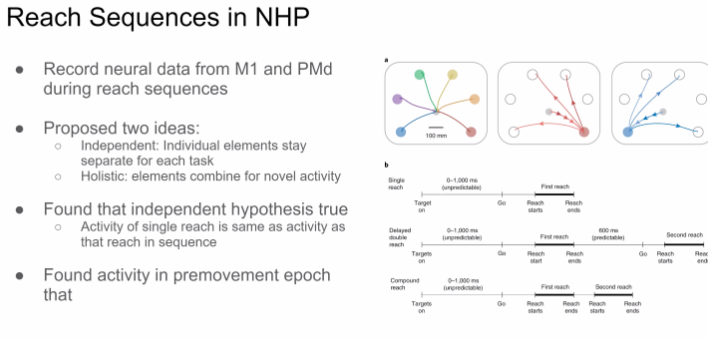 Reach Sequences in NHP
● Record neural data from M1 and PMd
during reach sequences
● Proposed two ideas:
○ Independent: Individual elements stay
separate for each task
○ Holistic: elements combine for novel activity
● Found that independent hypothesis true
○ Activity of single reach is same as activity as
that reach in sequence
● Found activity in premovement epoch
that
a
100 mm
b
Single
reach
0–1,000 ms
(unpredictable)
First reach
Target
on
Go
Reach
starts
Reach
ends
Delayed
double
reach
0–1,000 ms
(unpredictable)
First reach
600 ms
(predictable)
Second reach
Targets
on
Go
Reach
start
Reach
ends
Go
Reach
starts
Reac
ends
Compound
reach
0–1,000 ms
(unpredictable)
First reach
Second reach
Targets
on
Go
Reach
starts
Reach
ends
Reach
starts
Reach
ends